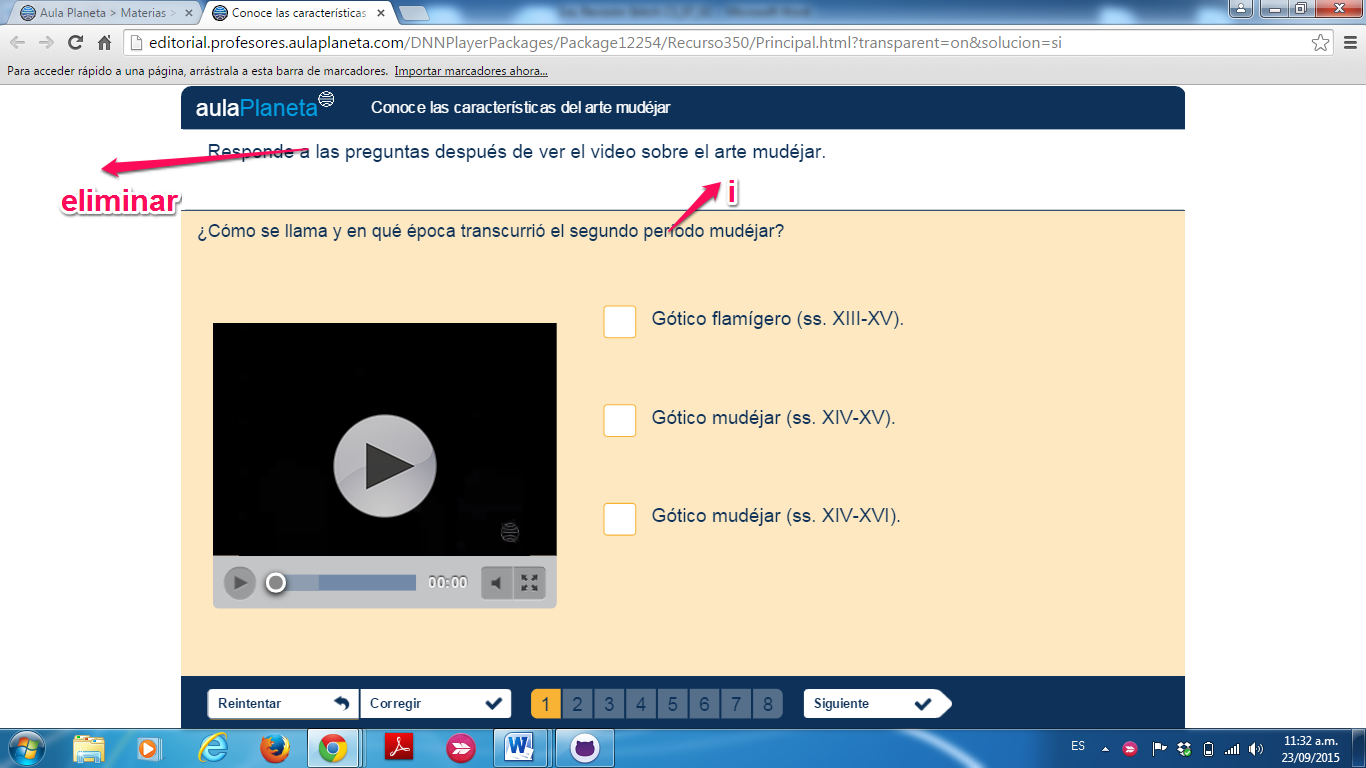 Aula Planeta > Materias >
Conoce las características
editorial.profesores.aulaplaneta.com/DNNPlayerPackages/Package12254/Recurso350/Principal.html?transparent=on&solucion=si
Para acceder rápido a una página, arrástrala a esta barra de marcadores. Importar marcadores ahora...
aulaPlaneta Conoce las características del arte mudéjar
Responde a las preguntas después de ver el video sobre el arte mudéjar.
eliminar
i
¿Cómo se llama y en qué época transcurrió el segundo período mudéjar?
Gótico flamígero (ss. XIII-XV).
Gótico mudéjar (ss. XIV-XV).
Gótico mudéjar (ss. XIV-XVI).
00:00
Reintentar Corregir 1 2 3 4 5 6 7 8 Siguiente
ES 11:32 a.m.
23/09/2015